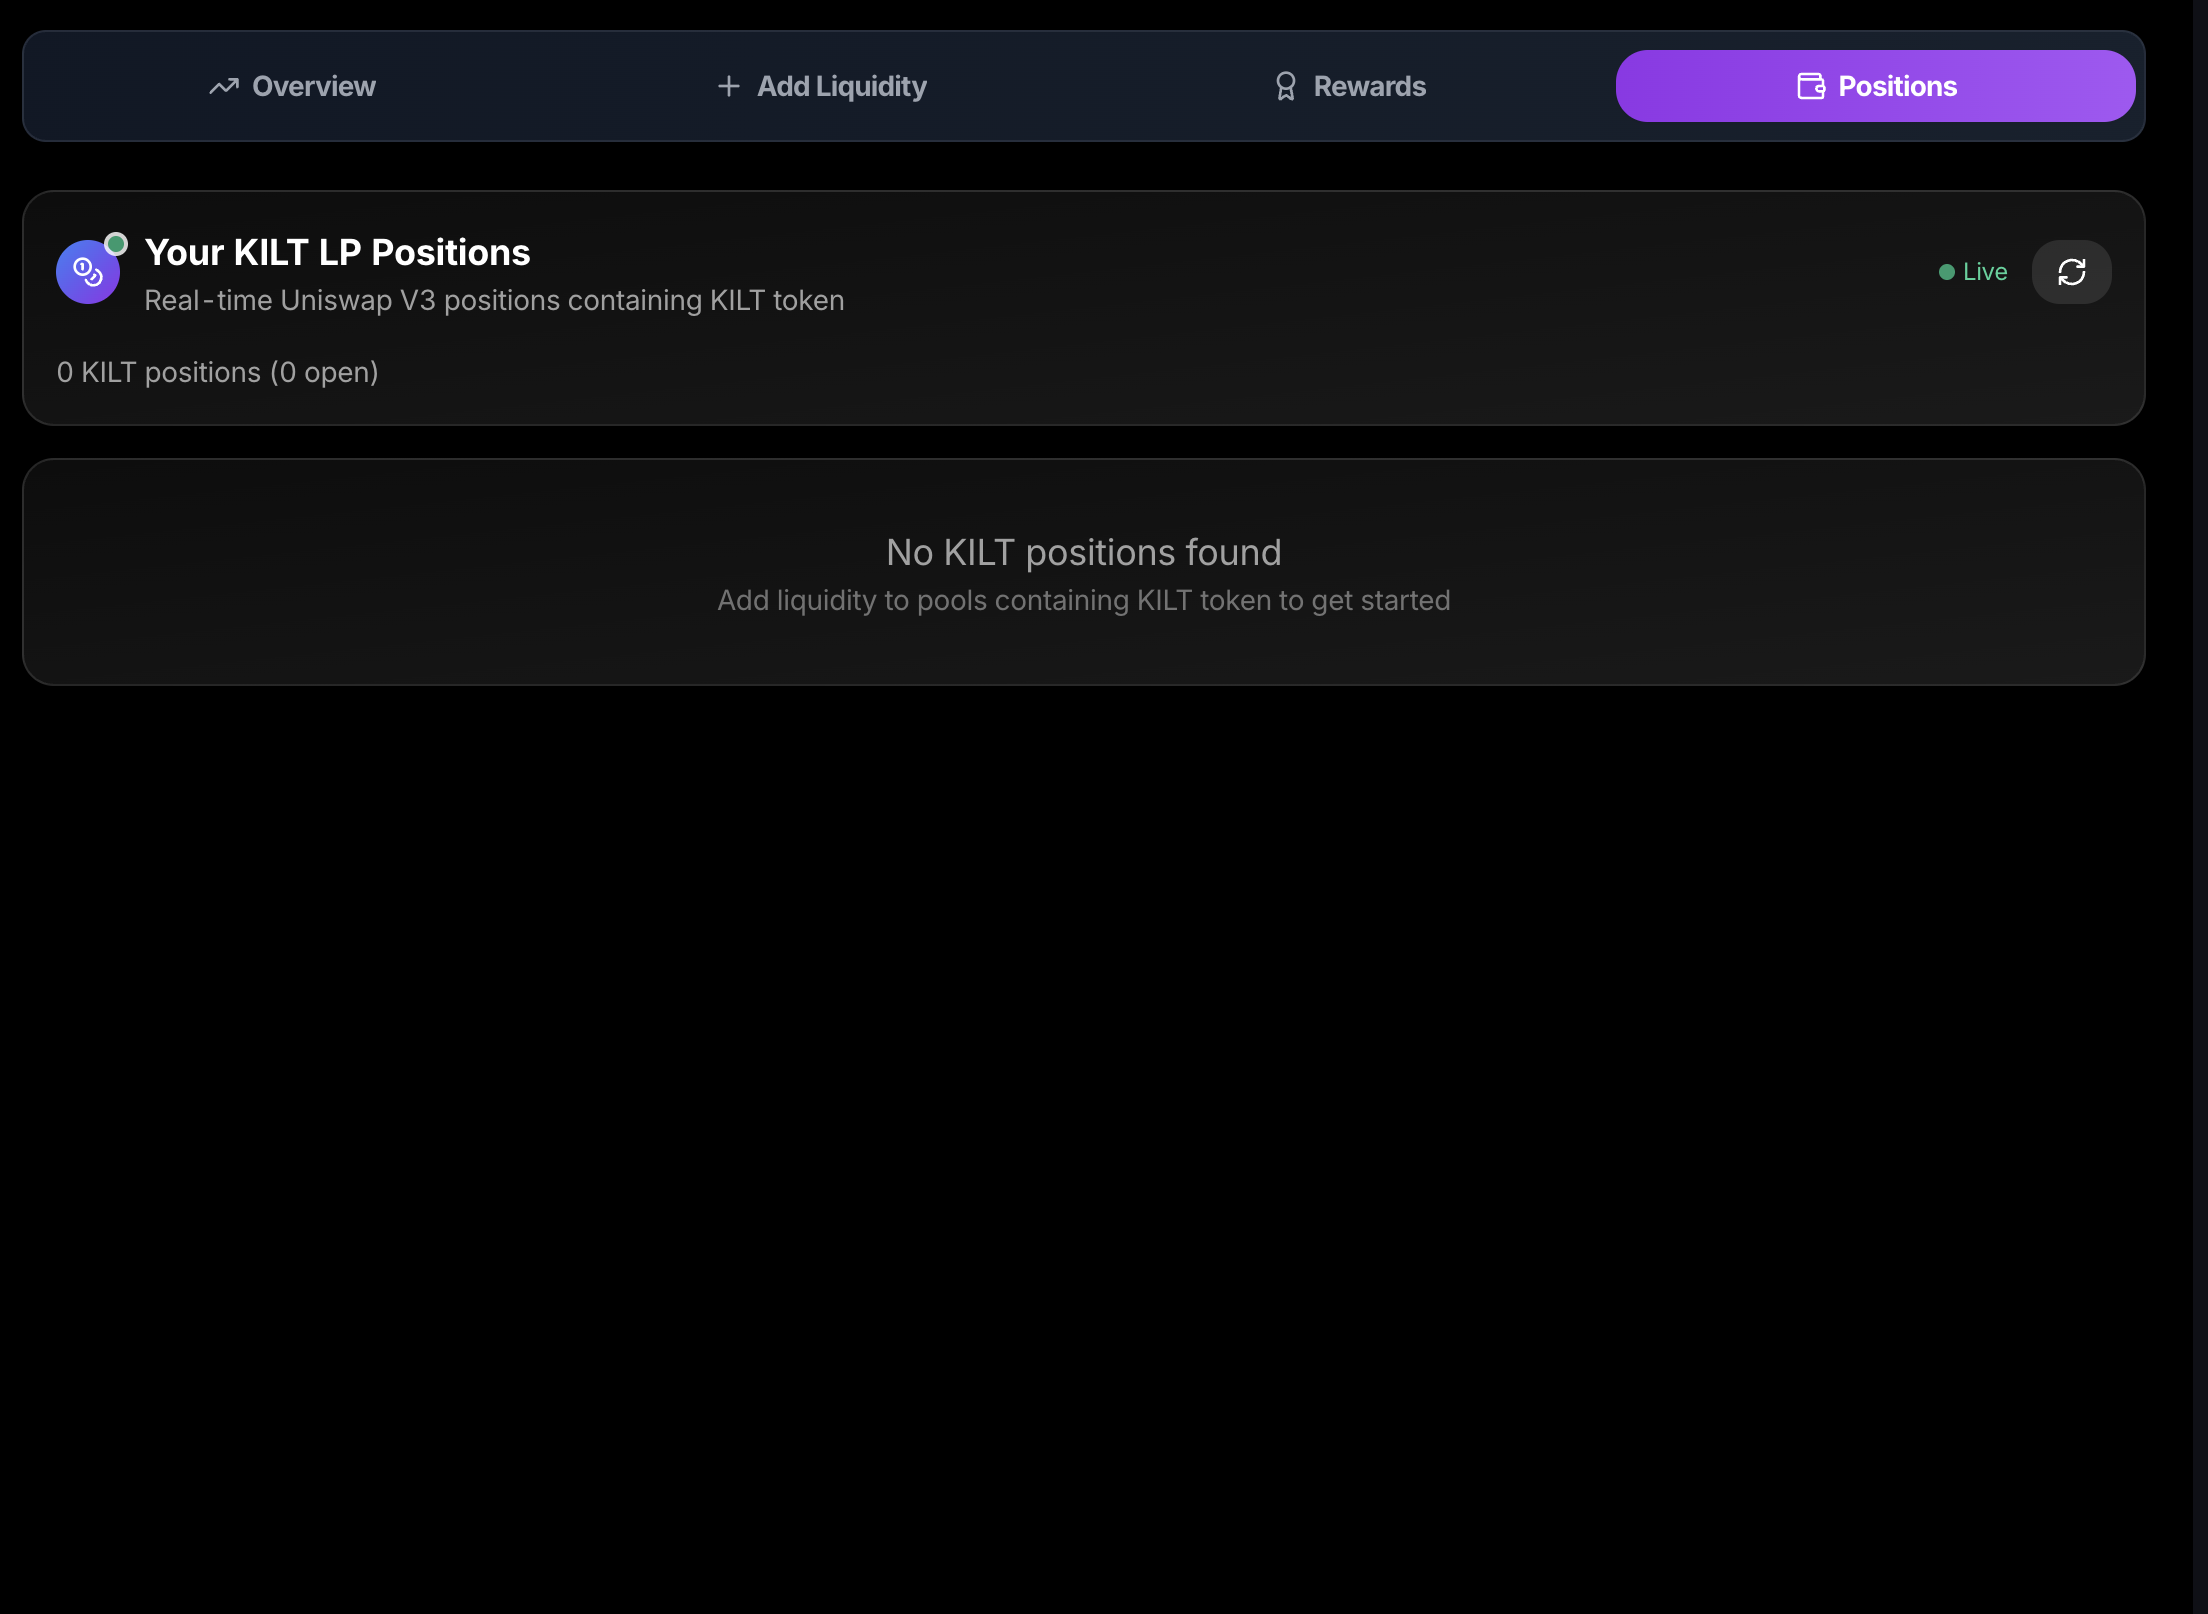 Overview
Add Liquidity
Rewards
Positions
Your KILT LP Positions
Real-time Uniswap V3 positions containing KILT token
Live
0 KILT positions (0 open)
No KILT positions found
Add liquidity to pools containing KILT token to get started